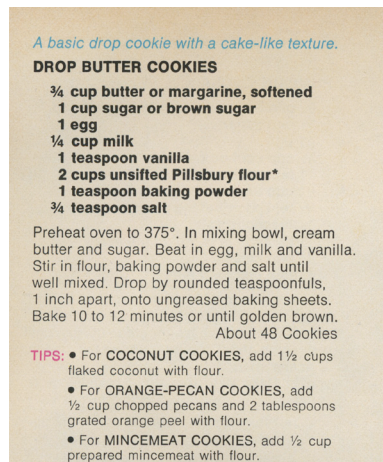 A basic drop cookie with a cake-like texture.
DROP BUTTER COOKIES
¾ cup butter or margarine, softened
1 cup sugar or brown sugar
1 egg
¼ cup milk
1 teaspoon vanilla
2 cups unsifted Pillsbury flour*
1 teaspoon baking powder
¾ teaspoon salt
Preheat oven to 375°. In mixing bowl, cream
butter and sugar. Beat in egg, milk and vanilla.
Stir in flour, baking powder and salt until
well mixed. Drop by rounded teaspoonfuls,
1 inch apart, onto ungreased baking sheets.
Bake 10 to 12 minutes or until golden brown.
About 48 Cookies
TIPS: • For COCONUT COOKIES, add 1½ cups
flaked coconut with flour.
• For ORANGE-PECAN COOKIES, add
½ cup chopped pecans and 2 tablespoons
grated orange peel with flour.
• For MINCEMEAT COOKIES, add ½ cup
prepared mincemeat with flour.